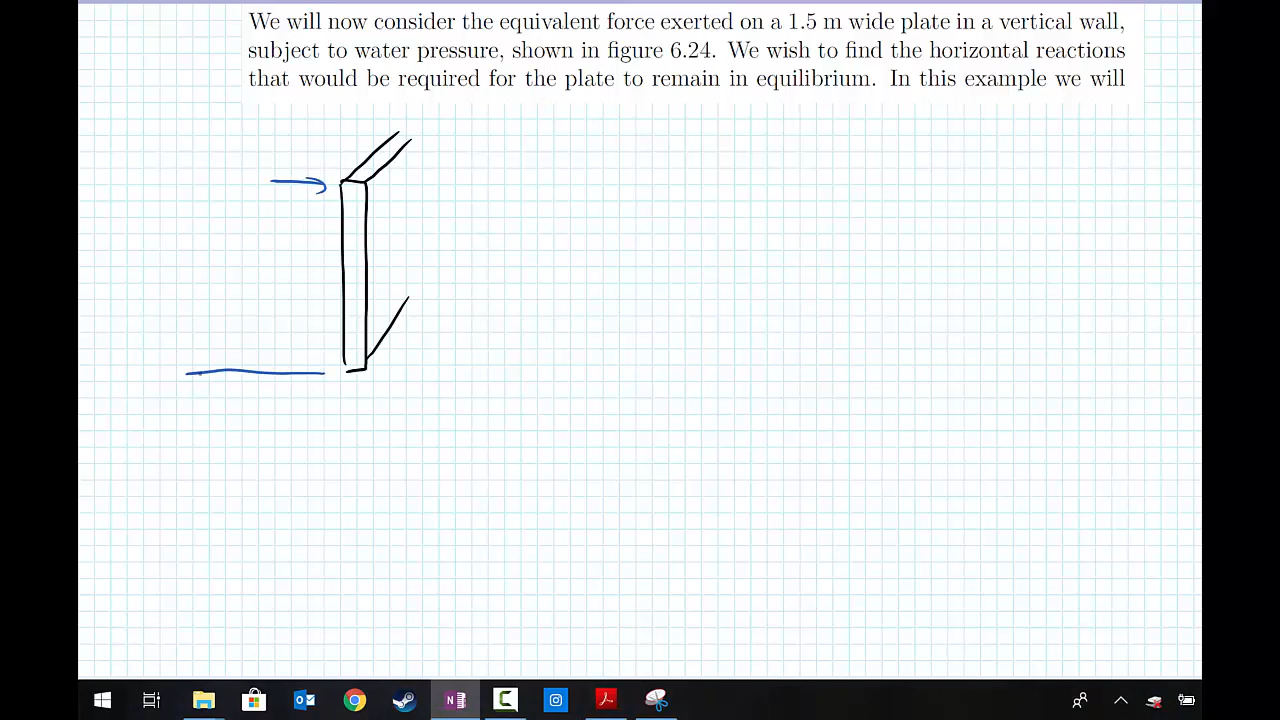 We will now consider the equivalent force exerted on a 1.5 m wide plate in a vertical wall,
subject to water pressure, shown in figure 6.24. We wish to find the horizontal reactions
that would be required for the plate to remain in equilibrium. In this example we will